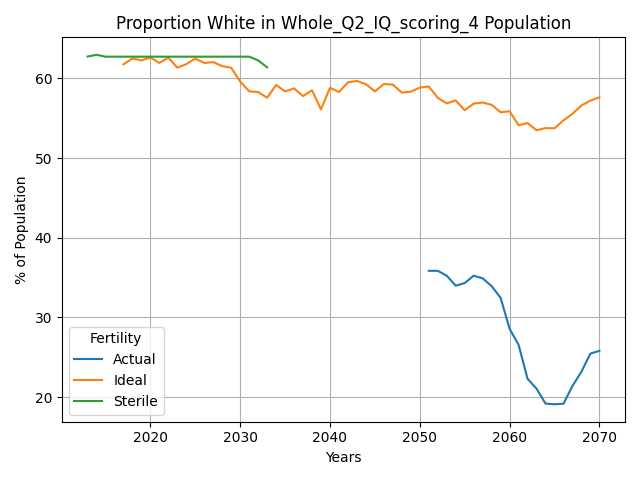 Proportion White in Whole_Q2_IQ_scoring_4 Population
% of Population
60
50
40
30
20
Fertility
Actual
Ideal
Sterile
2020
2030
2040
2050
2060
2070
Years